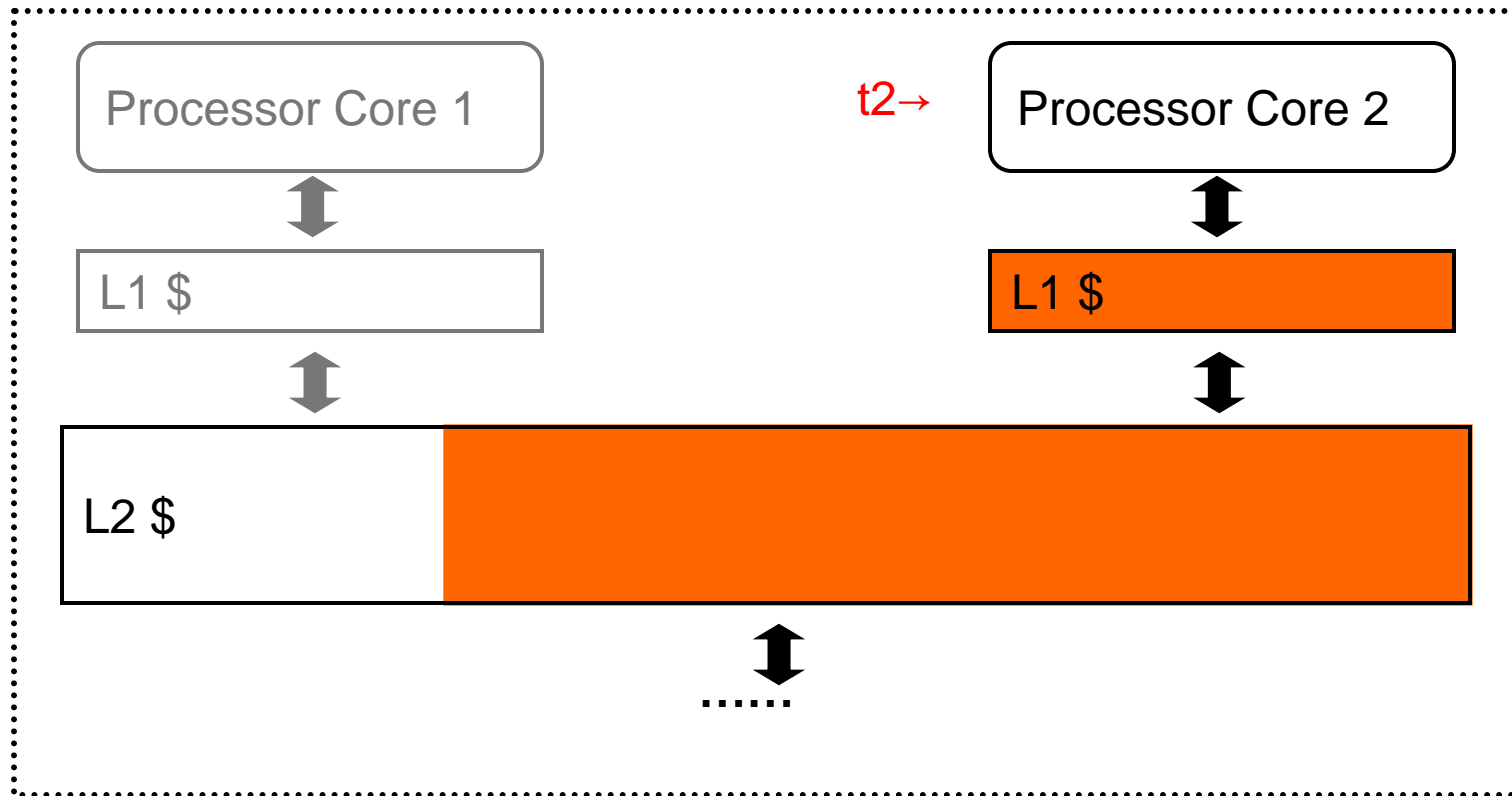 Processor Core 1
t2→
Processor Core 2
L1 $
L1 $
L2 $
......